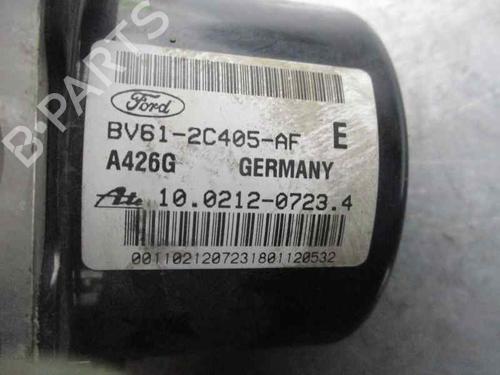 B-PARTS
Ford
BV61-2C405-AF E
A426G GERMANY
Ate 10.0212-0723.4
0011021207231801120532